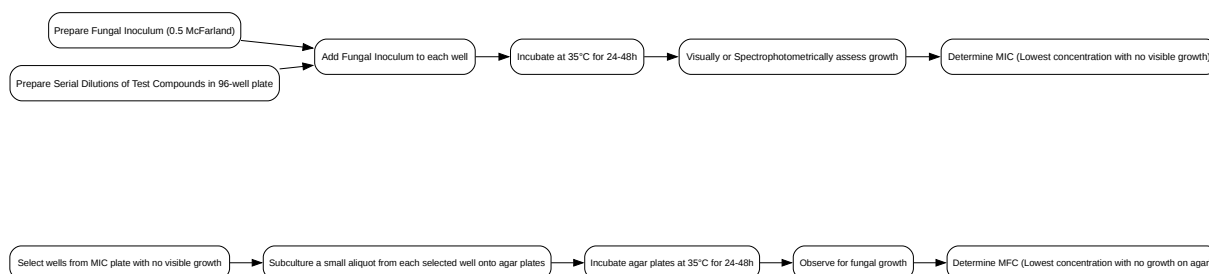 Prepare Fungal Inoculum (0.5 McFarland)
Prepare Serial Dilutions of Test Compounds in 96-well plate
Add Fungal Inoculum to each well
Incubate at 35°C for 24-48h
Visually or Spectrophotometrically assess growth
Determine MIC (Lowest concentration with no visible growth)
Select wells from MIC plate with no visible growth
Subculture a small aliquot from each selected well onto agar plates
Incubate agar plates at 35°C for 24-48h
Observe for fungal growth
Determine MFC (Lowest concentration with no growth on agar